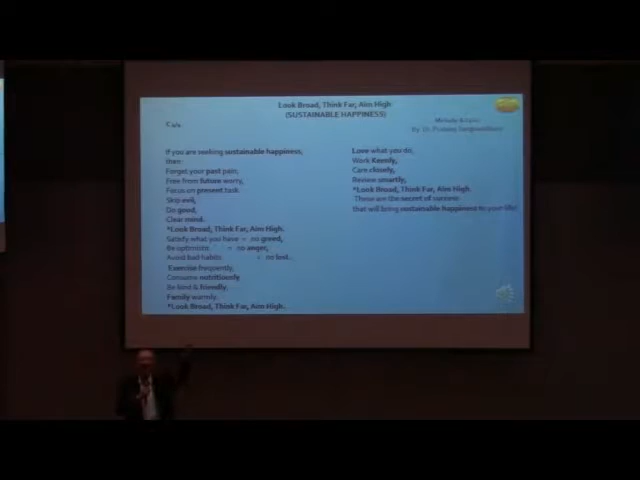 Look Broad, Think Far, Aim High
(SUSTAINABLE HAPPINESS)
By Dr.
If you are seeking sustainable happiness,
then:
Forget your past pain,
Free from future worry,
Focus on present task.
Skip evil,
Do good,
Clear mind.
*Look Broad, Think Far, Aim High.
Satisfy what you have = no greed,
Be optimistic = no anger,
Avoid bad habits = no lust.
Exercise frequently,
Consume nutritiously
Be kind & friendly,
Family warmly.
*Look Broad, Think Far, Aim High.
Love what you do,
Work Keenly,
Care closely,
Review smartly,
*Look Broad, Think Far, Aim High.
These are the secret of success
that will bring sustainable happiness to your life!